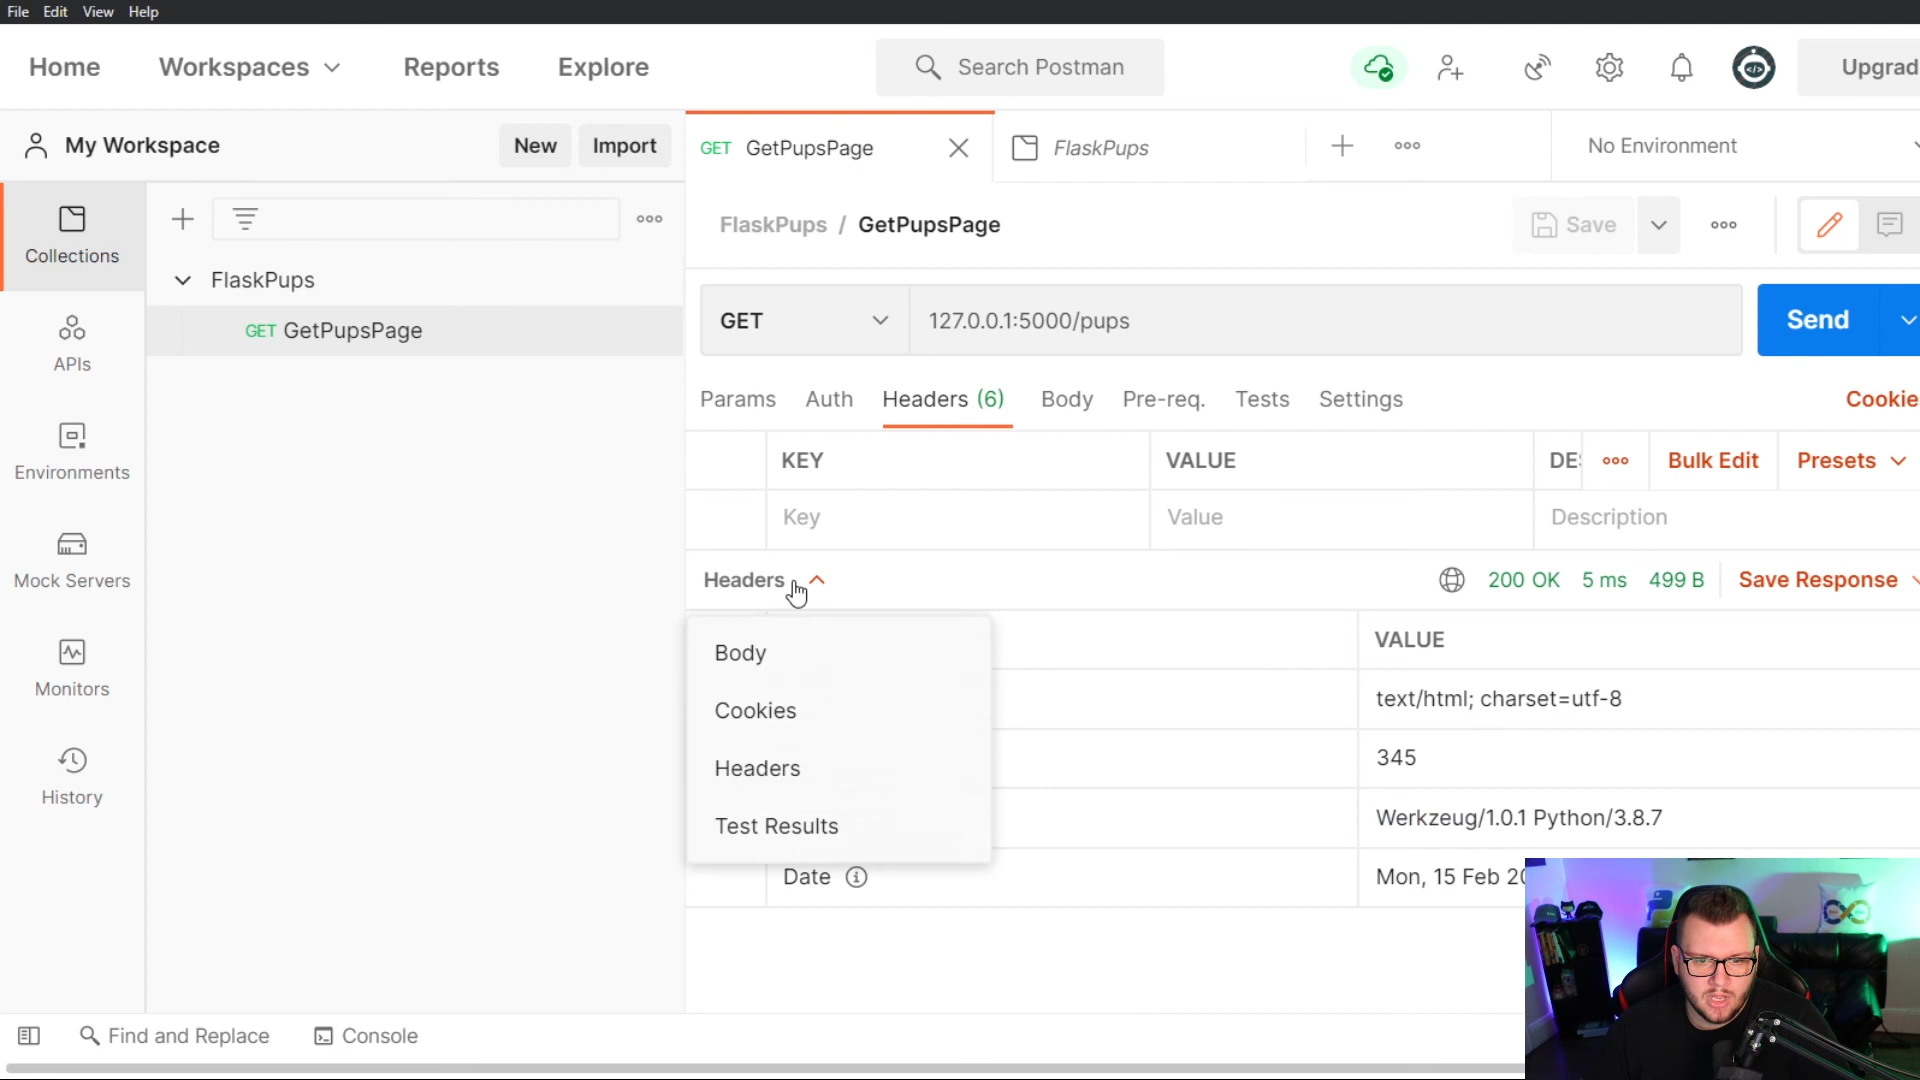 File Edit View Help
Home Workspaces Reports Explore Search Postman Upgrad
My Workspace New Import GET GetPupsPage FlaskPups No Environment
Collections
FlaskPups / GetPupsPage Save
FlaskPups
GET GetPupsPage
GET 127.0.0.1:5000/pups Send
APIs
Params Auth Headers (6) Body Pre-req. Tests Settings Cookie
Environments
KEY VALUE DES Bulk Edit Presets
Key Value Description
Mock Servers
Headers 200 OK 5 ms 499 B Save Response
VALUE
Body
Cookies
Headers
Test Results
text/html; charset=utf-8
345
Werkzeug/1.0.1 Python/3.8.7
Date Mon, 15 Feb 20
Monitors
History
Find and Replace Console